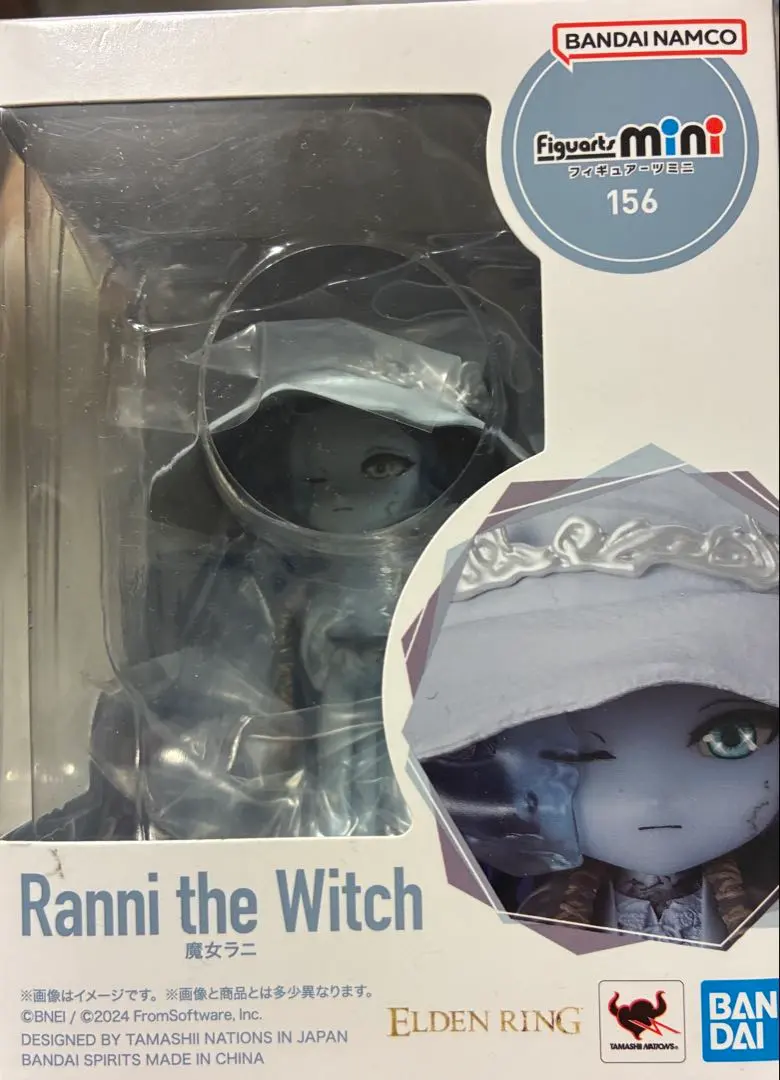 BANDAI NAMCO
Figuarts mini
フィギュアーツミニ
156
Ranni the Witch
魔女ラニ
※画像はイメージです。※画像と商品とは多少異なります。
©BNEI / ©2024 FromSoftware, Inc.
DESIGNED BY TAMASHII NATIONS IN JAPAN
BANDAI SPIRITS MADE IN CHINA
ELDEN RING
TAMASHII NATIONS
BAN
DAI